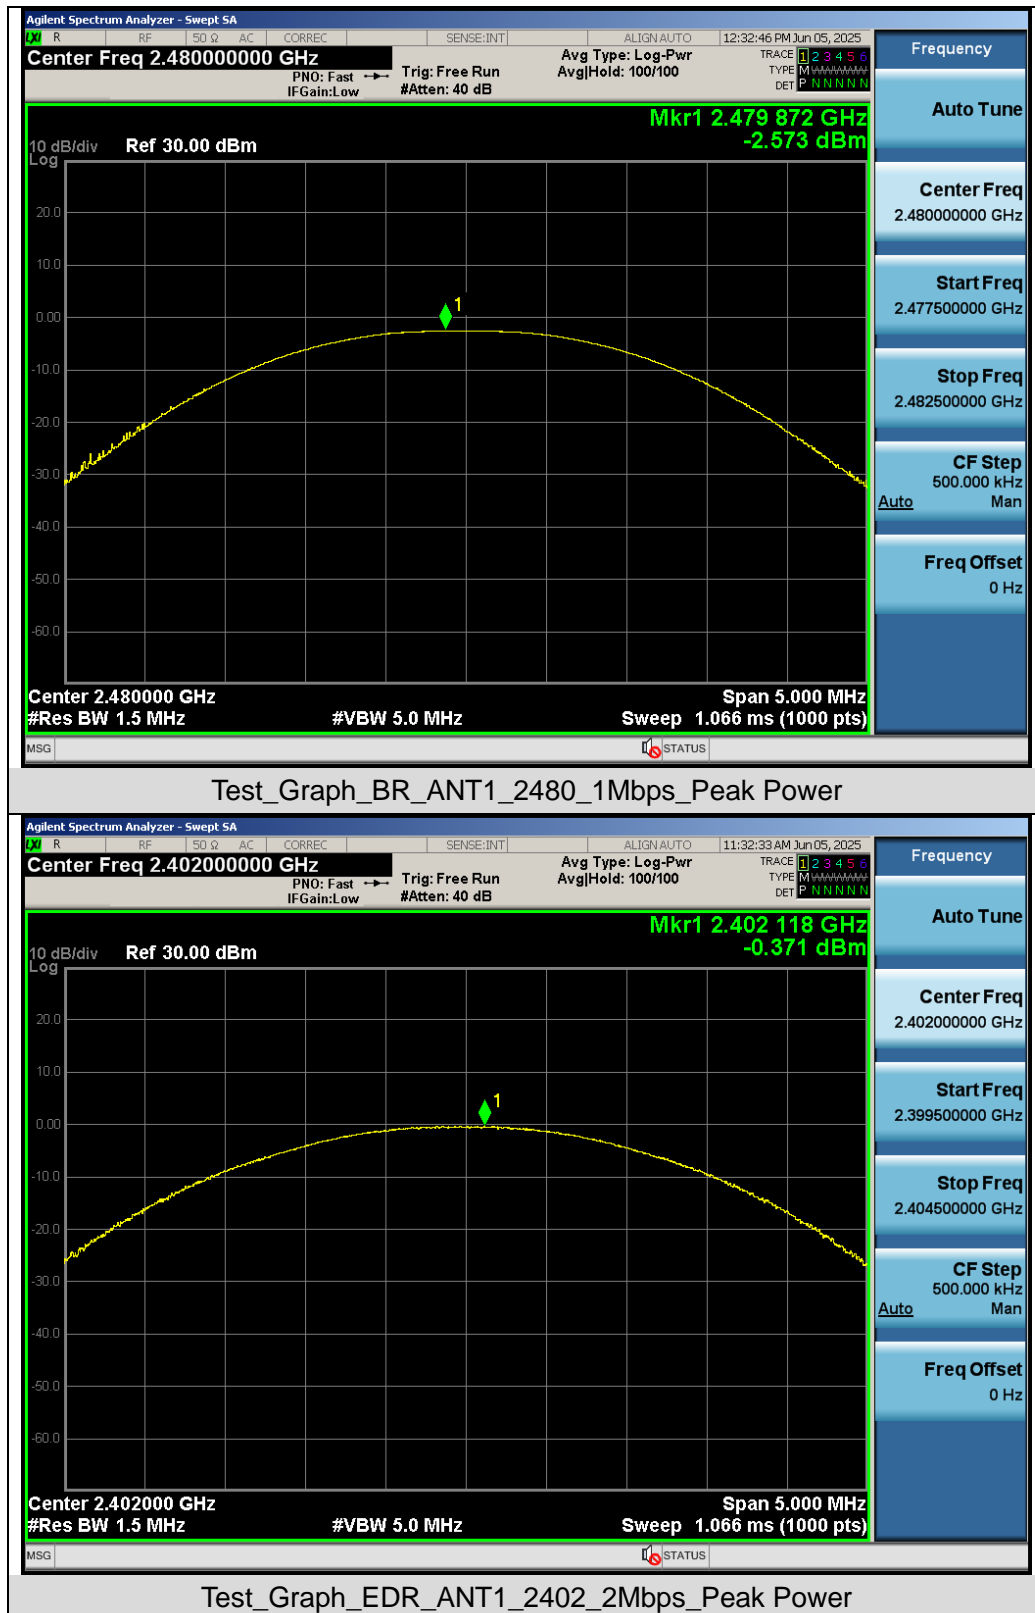 Agilent Spectrum Analyzer - Swept SA
LXI R RF 50 Ω AC CORREC SENSE:INT ALIGN AUTO 12:32:46 PM Jun 05, 2025
Center Freq 2.480000000 GHz
PNO: Fast
IFGain:Low
Trig: Free Run
#Atten: 40 dB
Avg Type: Log-Pwr
Avg|Hold: 100/100
TRACE 1 2 3 4 5 6
TYPE M
DET P N N N N N
Mkr1 2.479 872 GHz
-2.573 dBm
10 dB/div Ref 30.00 dBm
Log
20.0
10.0
1
0.00
-10.0
-20.0
-30.0
-40.0
-50.0
-60.0
Center 2.480000 GHz Span 5.000 MHz
#Res BW 1.5 MHz #VBW 5.0 MHz Sweep 1.066 ms (1000 pts)
MSG STATUS
Frequency
Auto Tune
Center Freq
2.480000000 GHz
Start Freq
2.477500000 GHz
Stop Freq
2.482500000 GHz
CF Step
500.000 kHz
Auto Man
Freq Offset
0 Hz
Test_Graph_BR_ANT1_2480_1Mbps_Peak Power
Agilent Spectrum Analyzer - Swept SA
LXI R RF 50 Ω AC CORREC SENSE:INT ALIGN AUTO 11:32:33 AM Jun 05, 2025
Center Freq 2.402000000 GHz
PNO: Fast
IFGain:Low
Trig: Free Run
#Atten: 40 dB
Avg Type: Log-Pwr
Avg|Hold: 100/100
TRACE 1 2 3 4 5 6
TYPE M
DET P N N N N N
Mkr1 2.402 118 GHz
-0.371 dBm
10 dB/div Ref 30.00 dBm
Log
20.0
10.0
1
0.00
-10.0
-20.0
-30.0
-40.0
-50.0
-60.0
Center 2.402000 GHz Span 5.000 MHz
#Res BW 1.5 MHz #VBW 5.0 MHz Sweep 1.066 ms (1000 pts)
MSG STATUS
Frequency
Auto Tune
Center Freq
2.402000000 GHz
Start Freq
2.399500000 GHz
Stop Freq
2.404500000 GHz
CF Step
500.000 kHz
Auto Man
Freq Offset
0 Hz
Test_Graph_EDR_ANT1_2402_2Mbps_Peak Power